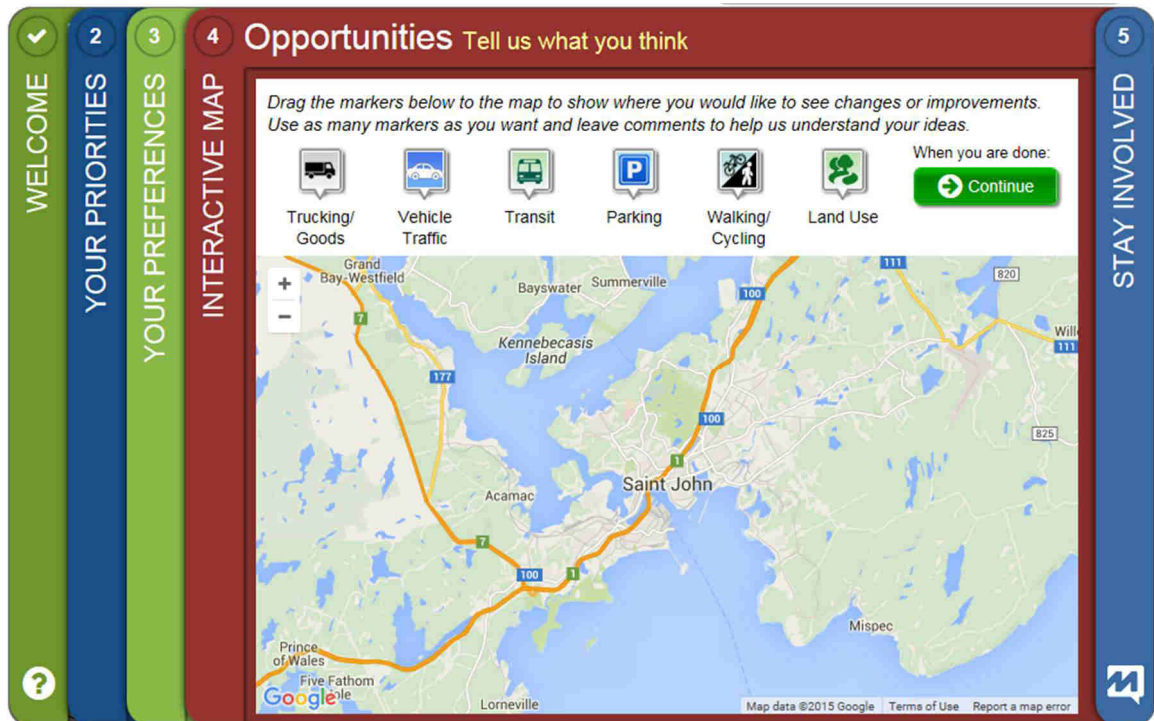 WELCOME
2
YOUR PRIORITIES
3
YOUR PREFERENCES
4
INTERACTIVE MAP
Opportunities Tell us what you think
5
STAY INVOLVED
Drag the markers below to the map to show where you would like to see changes or improvements.
Use as many markers as you want and leave comments to help us understand your ideas.
Trucking/
Goods
Vehicle
Traffic
Transit
P
Parking
Walking/
Cycling
Land Use
When you are done:
Continue
+
−
Grand
Bay-Westfield
Bayswater
Summerville
111
820
100
7
Kennebecasis
Island
111
177
100
825
1
Saint John
Acamac
7
100
1
Mispec
Prince
of Wales
Five Fathom
Lorneville
Google
Map data ©2015 Google
Terms of Use
Report a map error
?